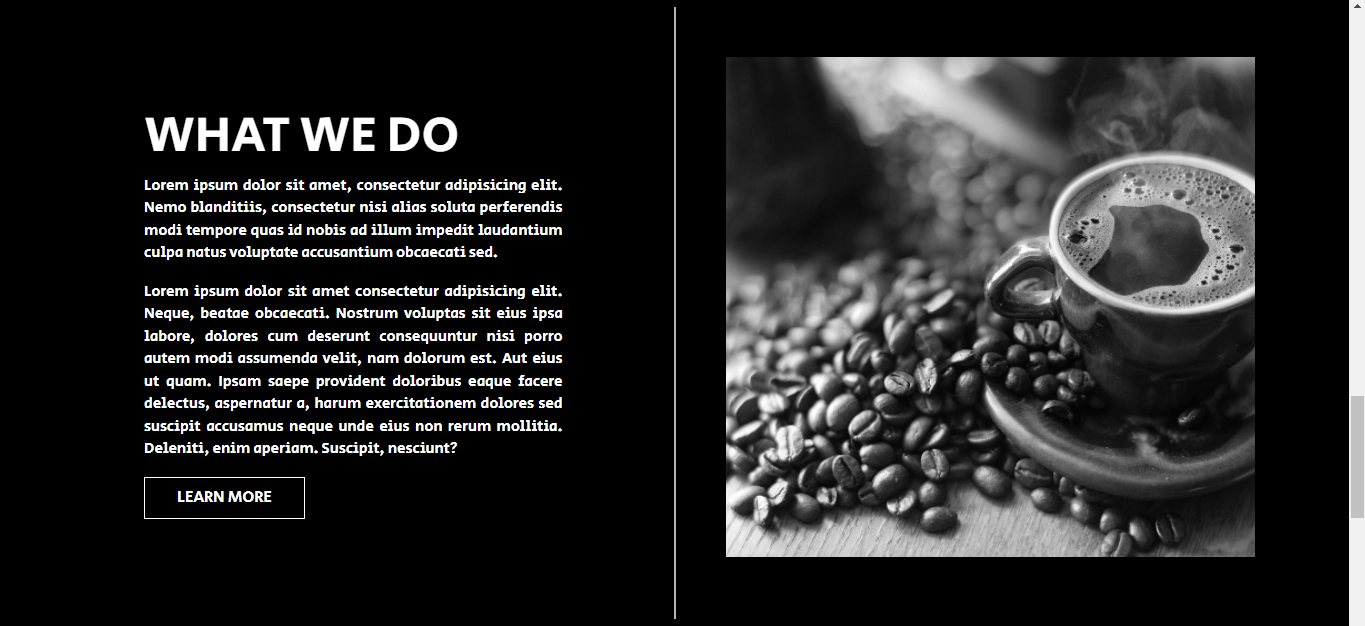 WHAT WE DO
Lorem ipsum dolor sit amet, consectetur adipisicing elit.
Nemo blanditiis, consectetur nisi alias soluta perferendis
modi tempore quas id nobis ad illum impedit laudantium
culpa natus voluptate accusantium obcaecati sed.
Lorem ipsum dolor sit amet consectetur adipisicing elit.
Neque, beatae obcaecati. Nostrum voluptas sit eius ipsa
labore, dolores cum deserunt consequuntur nisi porro
autem modi assumenda velit, nam dolorum est. Aut eius
ut quam. Ipsam saepe provident doloribus eaque facere
delectus, aspernatur a, harum exercitationem dolores sed
suscipit accusamus neque unde eius non rerum mollitia.
Deleniti, enim aperiam. Suscipit, nesciunt?
LEARN MORE